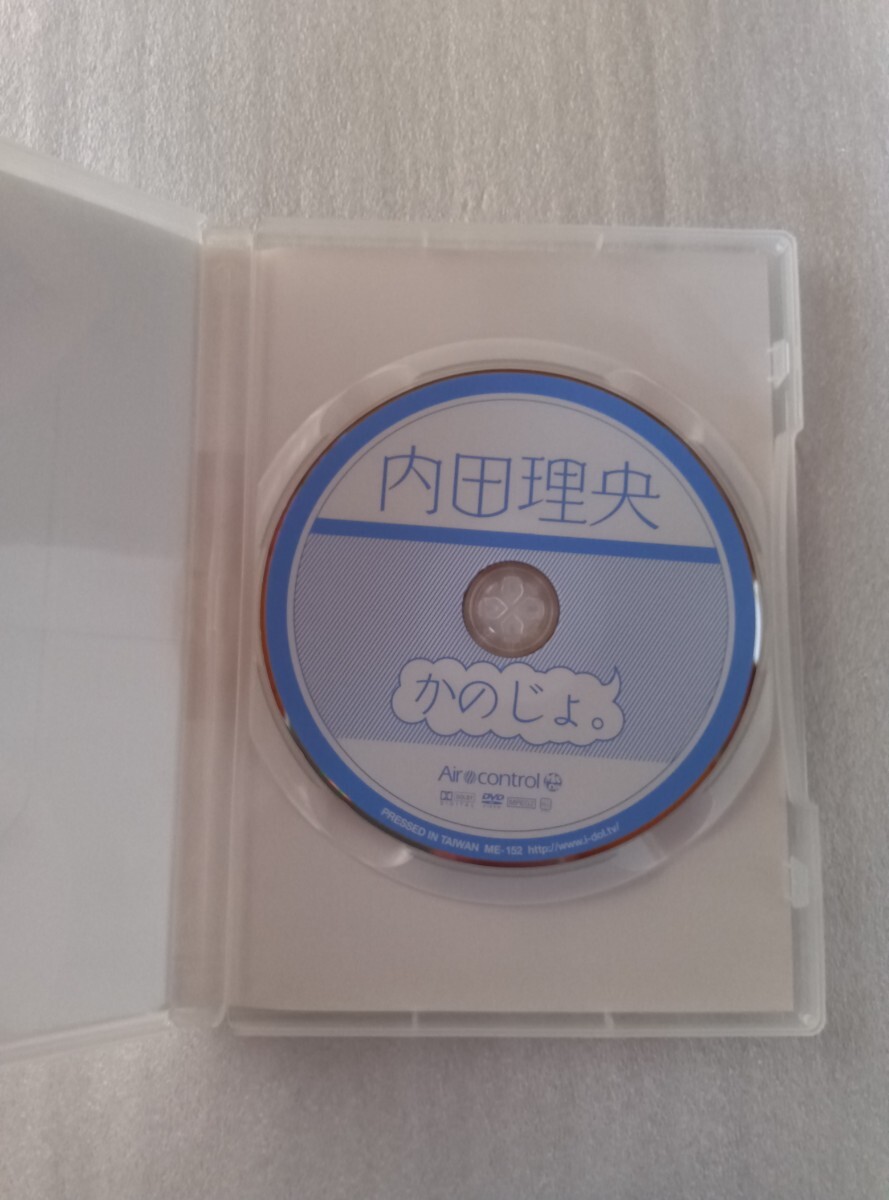 内田理央
かのじょ。
Air control
DVD
PRESSED IN TAIWAN ME-152 http://www.i-dol.tv/